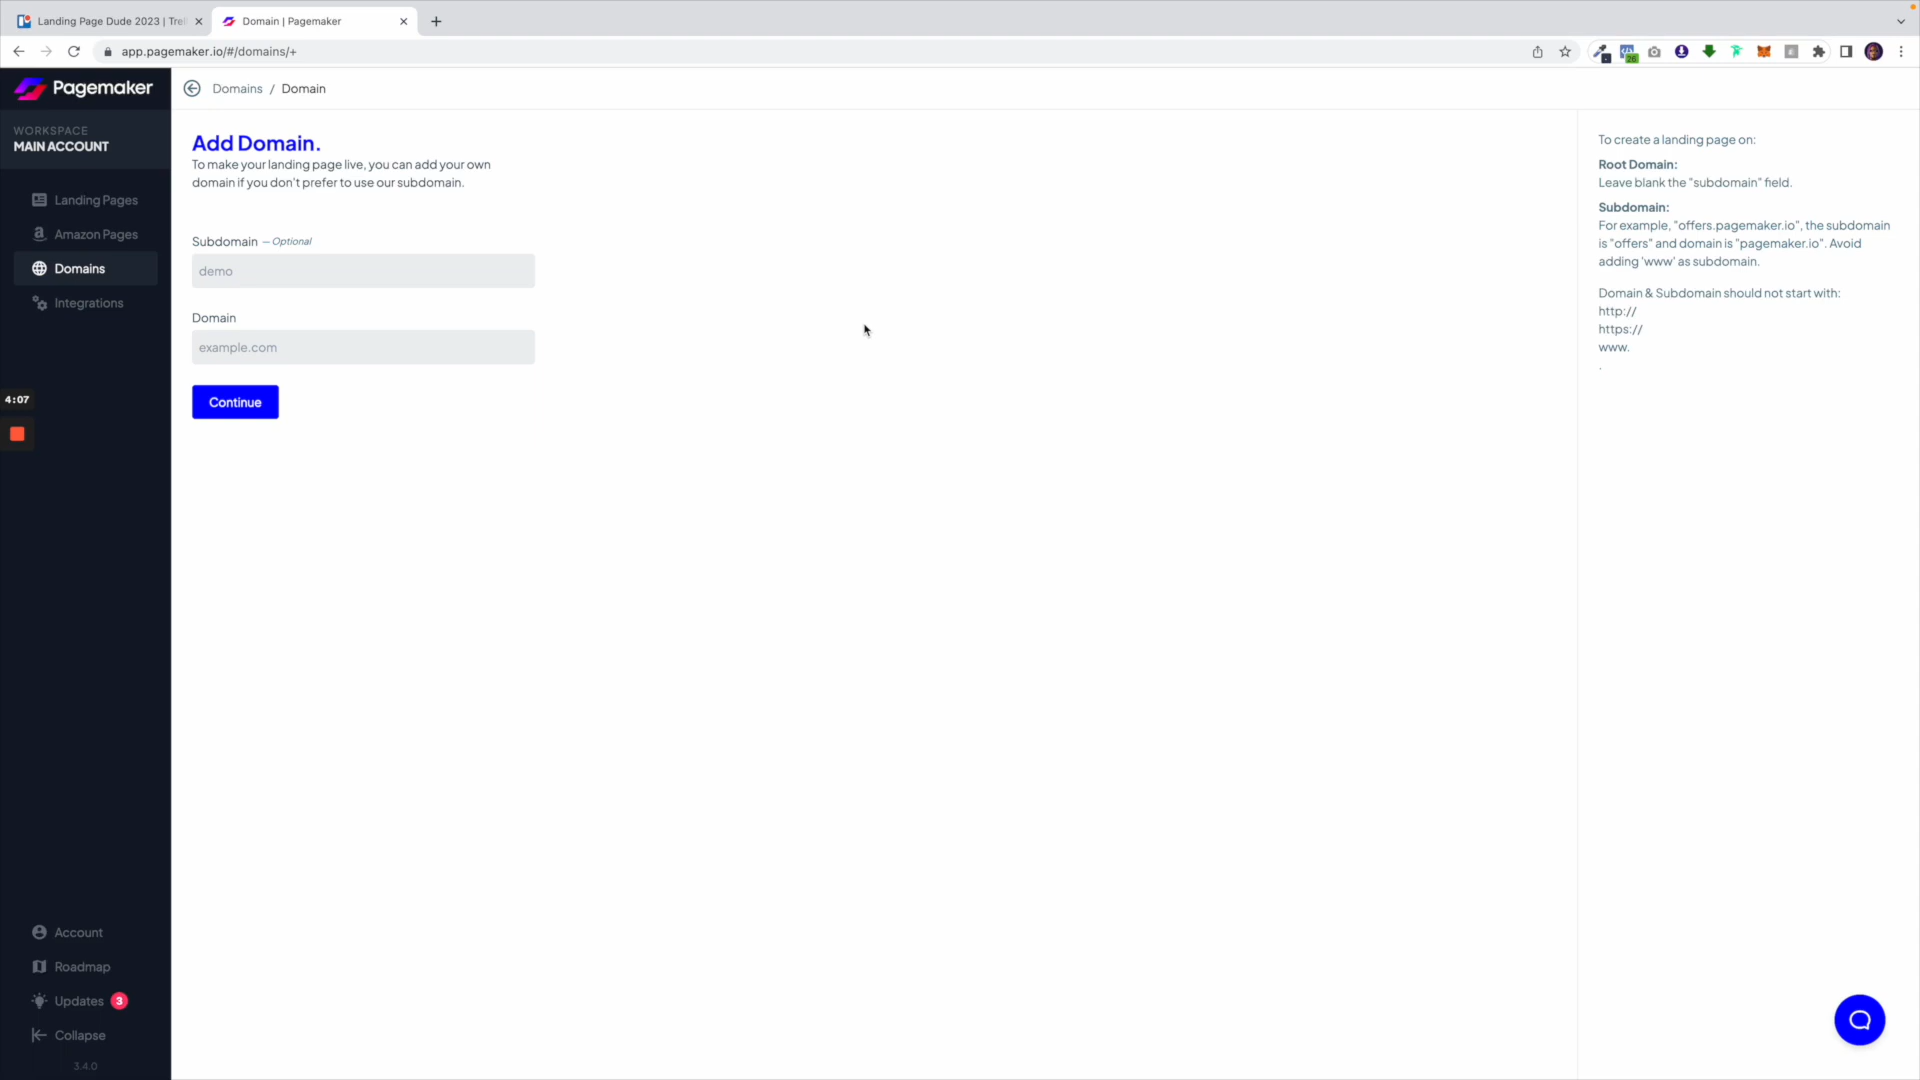 Landing Page Dude 2023 | Trel
Domain | Pagemaker
app.pagemaker.io/#/domains/+
26
Pagemaker
WORKSPACE
MAIN ACCOUNT
Landing Pages
Amazon Pages
Domains
Integrations
4:07
Account
Roadmap
Updates 3
Collapse
3.4.0
Domains / Domain
Add Domain.
To make your landing page live, you can add your own
domain if you don't prefer to use our subdomain.
Subdomain — Optional
demo
Domain
example.com
Continue
To create a landing page on:
Root Domain:
Leave blank the "subdomain" field.
Subdomain:
For example, "offers.pagemaker.io", the subdomain
is "offers" and domain is "pagemaker.io". Avoid
adding 'www' as subdomain.
Domain & Subdomain should not start with:
http://
https://
www.
.